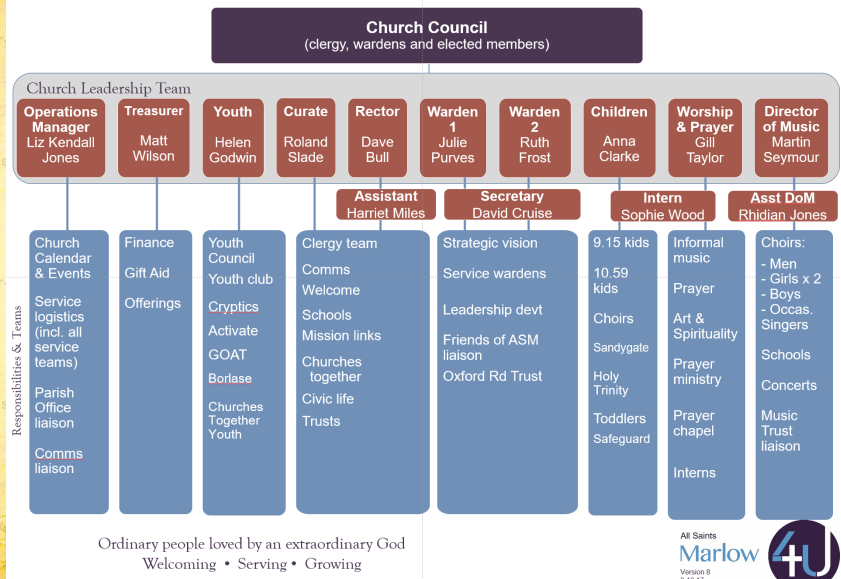 Church Council
(clergy, wardens and elected members)
Church Leadership Team
Operations
Manager
Liz Kendall
Jones
Treasurer
Matt
Wilson
Youth
Helen
Godwin
Curate
Roland
Slade
Rector
Dave
Bull
Warden
1
Julie
Purves
Warden
2
Ruth
Frost
Children
Anna
Clarke
Worship
& Prayer
Gill
Taylor
Director
of Music
Martin
Seymour
Assistant
Harriet Miles
Secretary
David Cruise
Intern
Sophie Wood
Asst DoM
Rhidian Jones
Responsibilities & Teams
Church
Calendar
& Events
Service
logistics
(incl. all
service
teams)
Parish
Office
liaison
Comms
liaison
Finance
Gift Aid
Offerings
Youth
Council
Youth club
Cryptics
Activate
GOAT
Borlase
Churches
Together
Youth
Clergy team
Comms
Welcome
Schools
Mission links
Churches
together
Civic life
Trusts
Strategic vision
Service wardens
Leadership devt
Friends of ASM
liaison
Oxford Rd Trust
9.15 kids
10.59
kids
Choirs
Sandygate
Holy
Trinity
Toddlers
Safeguard
Informal
music
Prayer
Art &
Spirituality
Prayer
ministry
Prayer
chapel
Interns
Choirs:
- Men
- Girls x 2
- Boys
- Occas.
Singers
Schools
Concerts
Music
Trust
liaison
Ordinary people loved by an extraordinary God
Welcoming • Serving • Growing
All Saints
Marlow
4U
Version 8